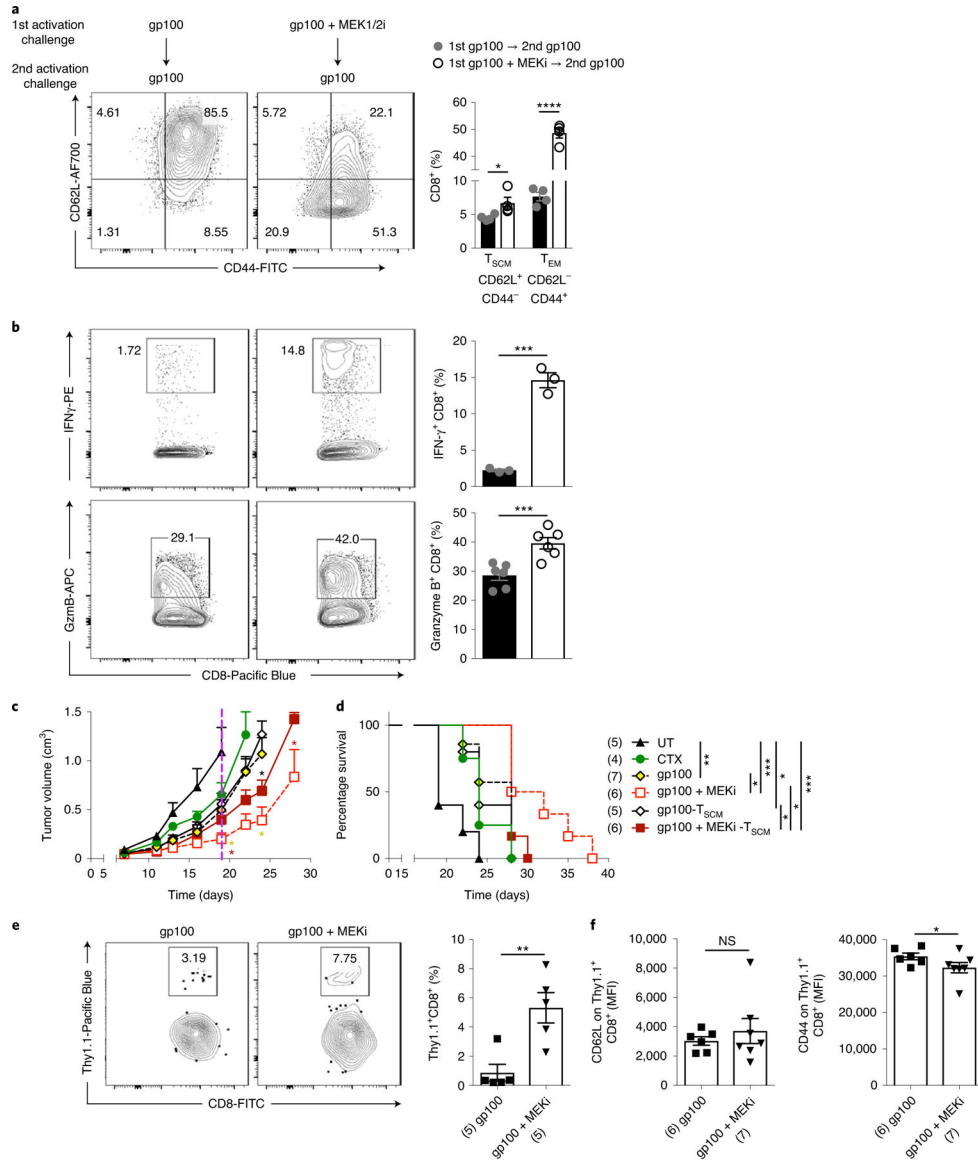 a
1st activation
challenge
gp100
gp100 + MEK1/2i
2nd activation
challenge
gp100
gp100
1st gp100 → 2nd gp100
1st gp100 + MEKi → 2nd gp100
4.61
85.5
1.31
8.55
5.72
22.1
20.9
51.3
CD62L-AF700
CD44-FITC
CD8⁺ (%)
60
50
40
30
10
5
0
*
****
T_SCM
CD62L⁺
CD44⁻
T_EM
CD62L⁻
CD44⁺
b
1.72
14.8
IFNγ-PE
IFN-γ⁺ CD8⁺ (%)
20
15
10
5
0
***
29.1
42.0
GzmB-APC
CD8-Pacific Blue
Granzyme B⁺ CD8⁺ (%)
50
40
30
20
10
0
***
c
Tumor volume (cm³)
1.5
1.0
0.5
0
0 5 10 15 20 25 30
Time (days)
*
*
*
*
d
Percentage survival
100
50
0
0 15 20 25 30 35 40
Time (days)
(5) UT
(4) CTX
(7) gp100
(6) gp100 + MEKi
(5) gp100-T_SCM
(6) gp100 + MEKi -T_SCM
**
*
***
*
*
*
***
e
gp100
gp100 + MEKi
3.19
7.75
Thy1.1-Pacific Blue
CD8-FITC
Thy1.1⁺CD8⁺ (%)
10
8
6
4
2
0
**
(5) gp100
gp100 + MEKi
(5)
f
CD62L on Thy1.1⁺
CD8⁺ (MFI)
10,000
8,000
6,000
4,000
2,000
0
NS
(6) gp100
gp100 + MEKi
(7)
CD44 on Thy1.1⁺
CD8⁺ (MFI)
40,000
30,000
20,000
10,000
0
*
(6) gp100
gp100 + MEKi
(7)